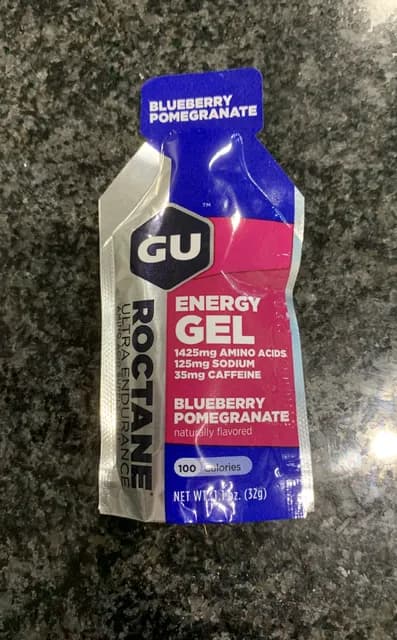 BLUEBERRY
POMEGRANATE
™
GU
ROCTANE
ULTRA ENDURANCE
ENERGY
GEL
1425mg AMINO ACIDS
125mg SODIUM
35mg CAFFEINE
BLUEBERRY
POMEGRANATE
naturally flavored
100 Calories
NET WT. 1.1 oz. (32g)